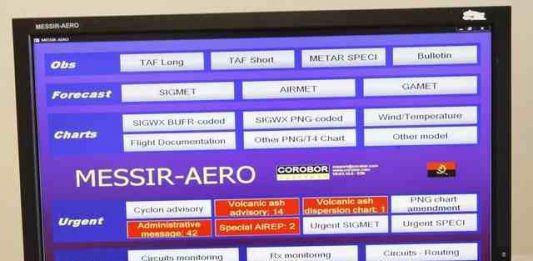 MESSIR-AERO
MESSIR-AERO
Obs TAF Long TAF Short METAR SPECI Bulletin
Forecast SIGMET AIRMET GAMET
Charts SIGWX BUFR-coded SIGWX PNG-coded Wind/Temperature
Flight Documentation Other PNG/T4 Chart Other model
MESSIR-AERO COROBOR
Urgent Cyclon advisory Volcanic ash advisory: 14 Volcanic ash dispersion chart: 1 PNG chart amendment
Administrative message: 42 Special AIREP: 2 Urgent SIGMET Urgent SPECI
Circuits monitoring Rx monitoring Circuits - Routing